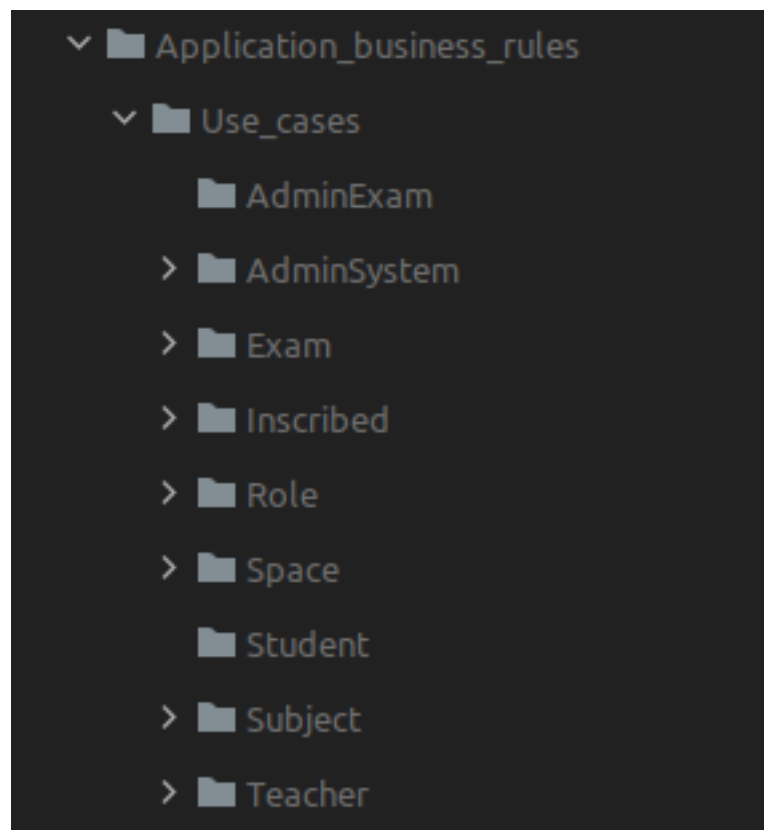 Application_business_rules
Use_cases
AdminExam
AdminSystem
Exam
Inscribed
Role
Space
Student
Subject
Teacher